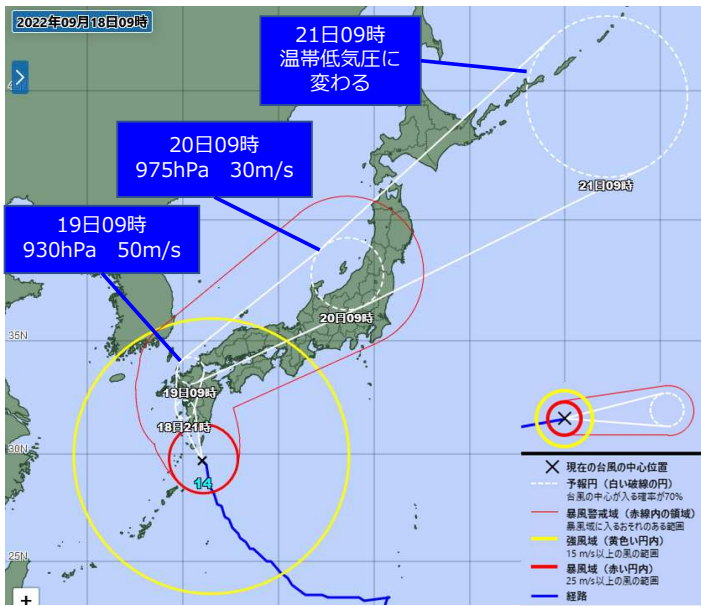 2022年09月18日09時
21日09時
温帯低気圧に
変わる
20日09時
975hPa 30m/s
19日09時
930hPa 50m/s
21日09時
20日09時
35N
19日09時
18日21時
30N
14
25N
+
現在の台風の中心位置
予報円（白い破線の円）
台風の中心が入る確率が70%
暴風警戒域（赤線内の領域）
暴風域に入るおそれのある範囲
強風域（黄色い円内）
15 m/s以上の風の範囲
暴風域（赤い円内）
25 m/s以上の風の範囲
経路